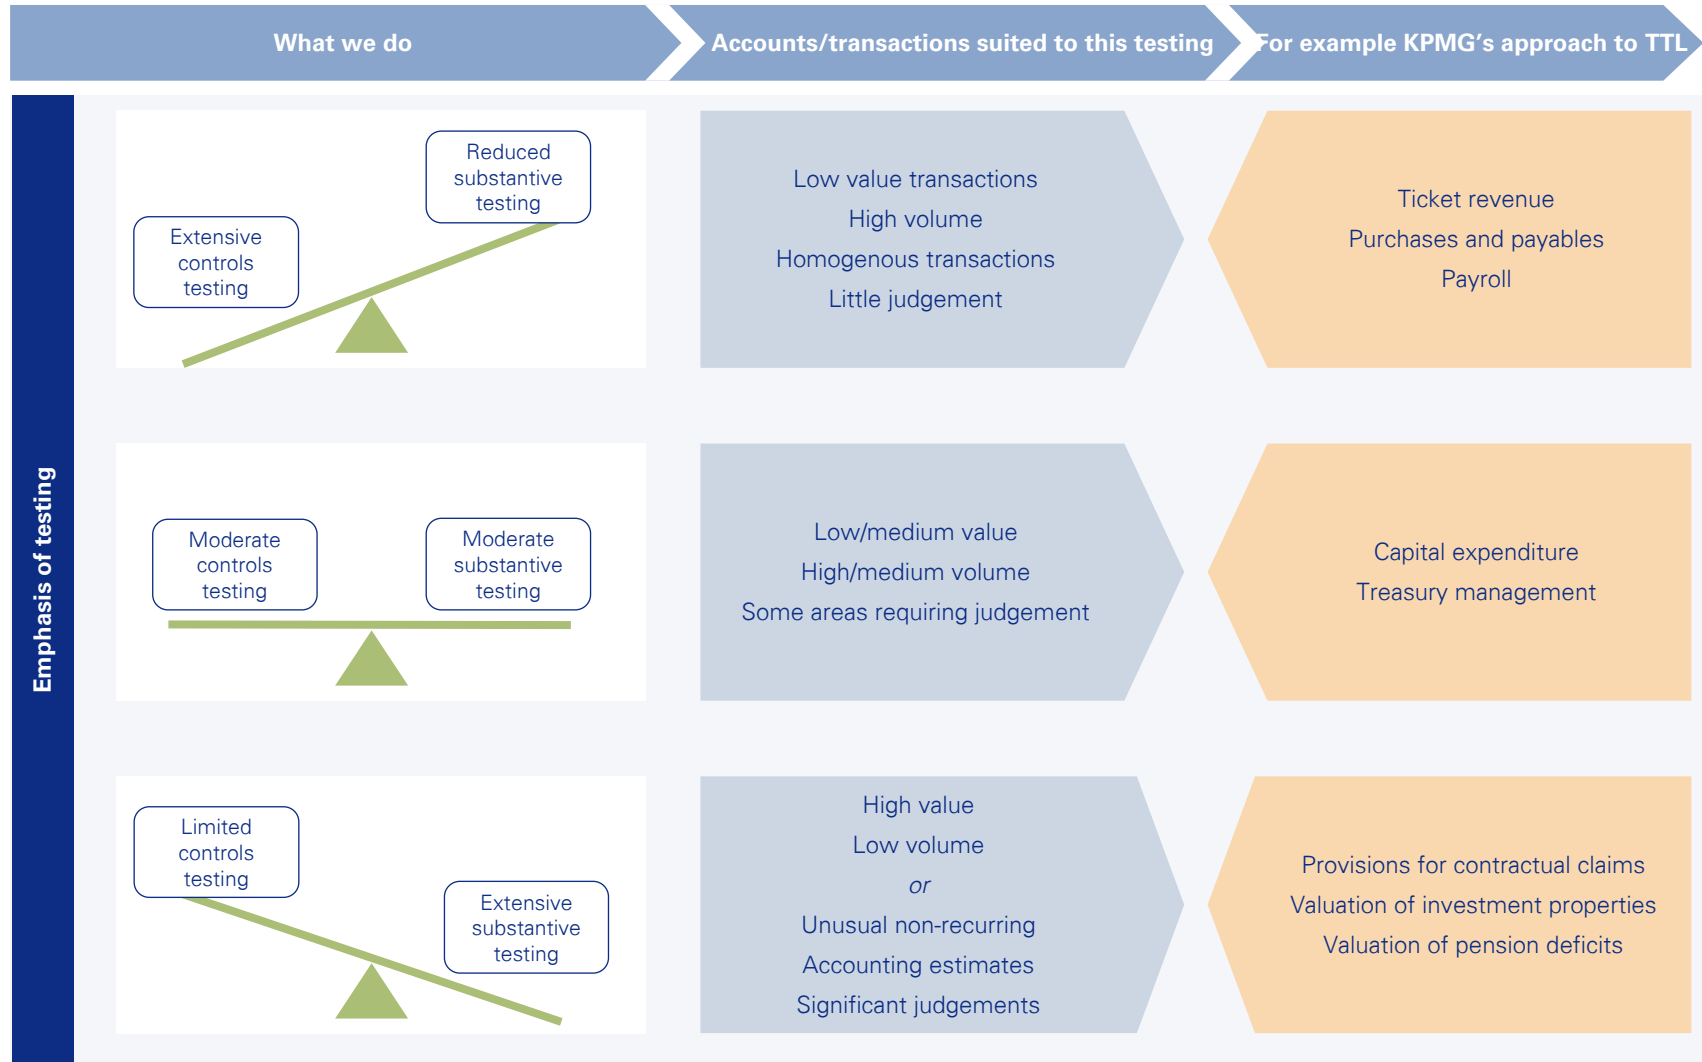 What we do
Accounts/transactions suited to this testing
For example KPMG's approach to TTL
Emphasis of testing
Extensive
controls
testing
Reduced
substantive
testing
Low value transactions
High volume
Homogenous transactions
Little judgement
Ticket revenue
Purchases and payables
Payroll
Moderate
controls
testing
Moderate
substantive
testing
Low/medium value
High/medium volume
Some areas requiring judgement
Capital expenditure
Treasury management
Limited
controls
testing
Extensive
substantive
testing
High value
Low volume
or
Unusual non-recurring
Accounting estimates
Significant judgements
Provisions for contractual claims
Valuation of investment properties
Valuation of pension deficits